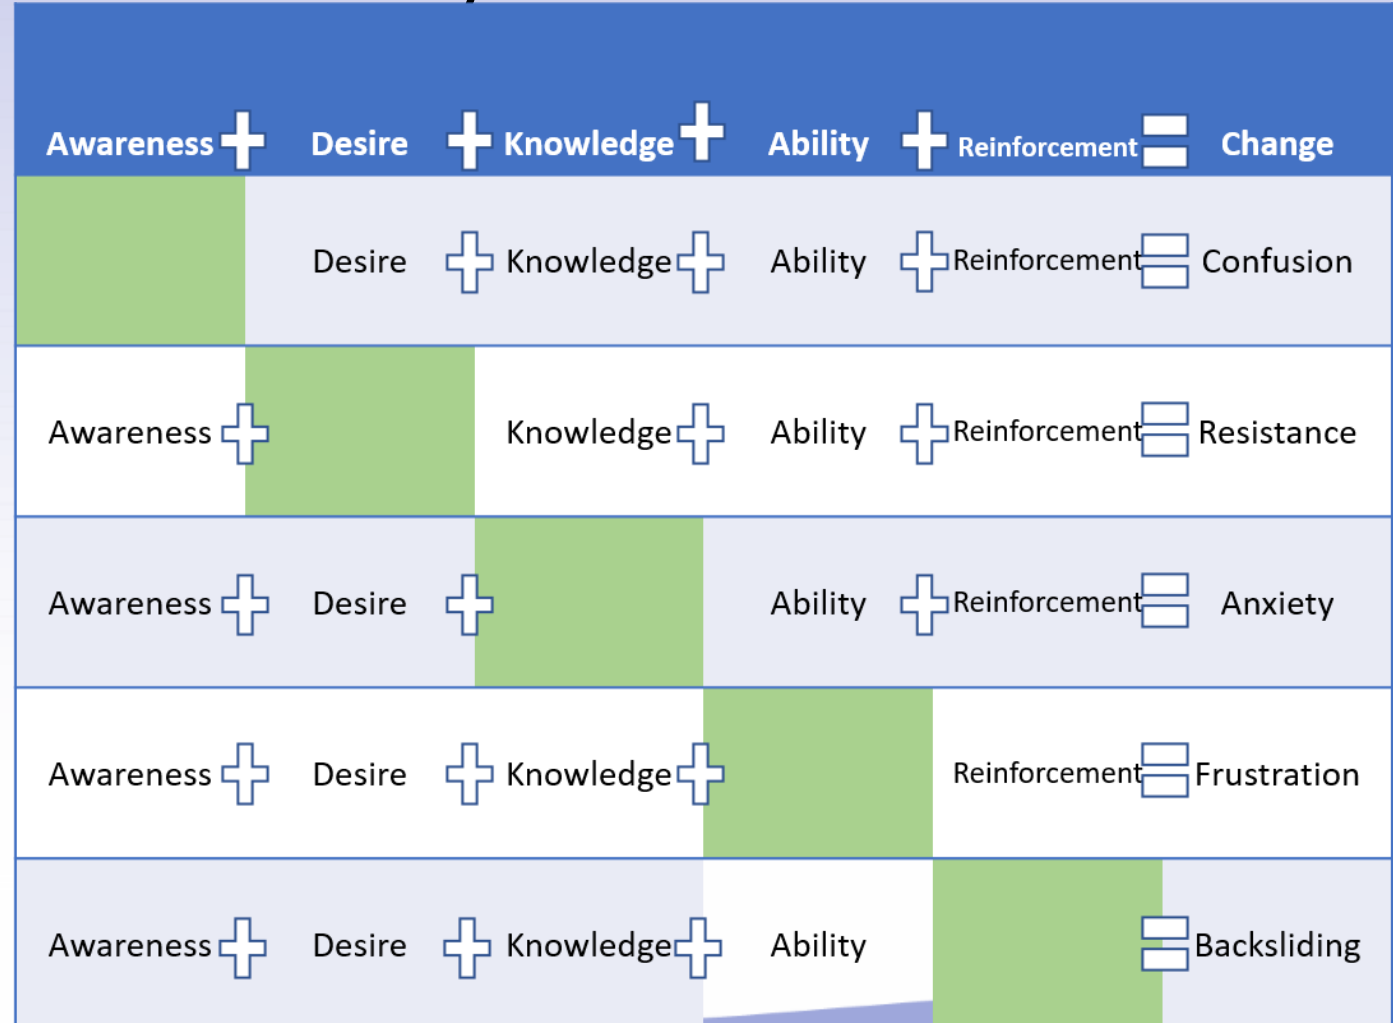 Awareness + Desire + Knowledge + Ability + Reinforcement = Change
Desire + Knowledge + Ability + Reinforcement = Confusion
Awareness + Knowledge + Ability + Reinforcement = Resistance
Awareness + Desire + Ability + Reinforcement = Anxiety
Awareness + Desire + Knowledge + Reinforcement = Frustration
Awareness + Desire + Knowledge + Ability = Backsliding